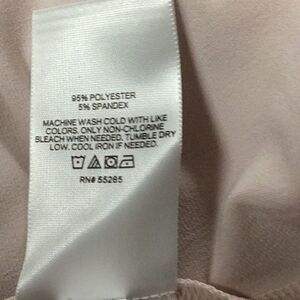 95% POLYESTER
5% SPANDEX
MACHINE WASH COLD WITH LIKE
COLORS. ONLY NON-CHLORINE
BLEACH WHEN NEEDED. TUMBLE DRY
LOW. COOL IRON IF NEEDED.
RN# 55285